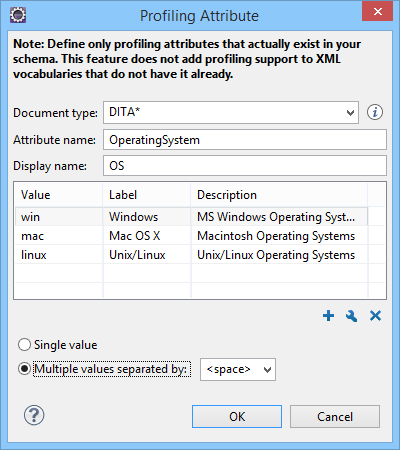 Profiling Attribute
Note: Define only profiling attributes that actually exist in your
schema. This feature does not add profiling support to XML
vocabularies that do not have it already.
Document type: DITA*
Attribute name: OperatingSystem
Display name: OS
Value Label Description
win Windows MS Windows Operating Syst...
mac Mac OS X Macintosh Operating Systems
linux Unix/Linux Unix/Linux Operating Systems
Single value
Multiple values separated by: <space>
OK Cancel